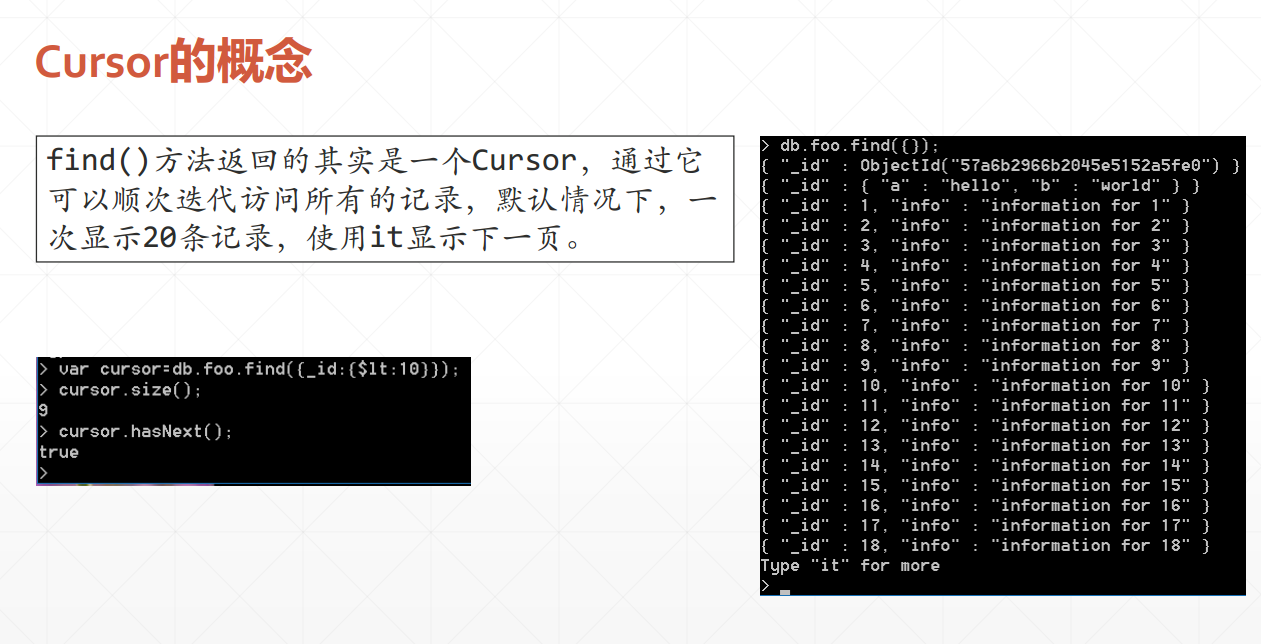 Cursor的概念
find()方法返回的其实是一个Cursor，通过它
可以顺次迭代访问所有的记录，默认情况下，一
次显示20条记录，使用it显示下一页。
> var cursor=db.foo.find({_id:{$lt:10}});
> cursor.size();
9
> cursor.hasNext();
true
>
> db.foo.find({});
{ "_id" : ObjectId("57a6b2966b2045e5152a5fe0") }
{ "_id" : { "a" : "hello", "b" : "world" } }
{ "_id" : 1, "info" : "information for 1" }
{ "_id" : 2, "info" : "information for 2" }
{ "_id" : 3, "info" : "information for 3" }
{ "_id" : 4, "info" : "information for 4" }
{ "_id" : 5, "info" : "information for 5" }
{ "_id" : 6, "info" : "information for 6" }
{ "_id" : 7, "info" : "information for 7" }
{ "_id" : 8, "info" : "information for 8" }
{ "_id" : 9, "info" : "information for 9" }
{ "_id" : 10, "info" : "information for 10" }
{ "_id" : 11, "info" : "information for 11" }
{ "_id" : 12, "info" : "information for 12" }
{ "_id" : 13, "info" : "information for 13" }
{ "_id" : 14, "info" : "information for 14" }
{ "_id" : 15, "info" : "information for 15" }
{ "_id" : 16, "info" : "information for 16" }
{ "_id" : 17, "info" : "information for 17" }
{ "_id" : 18, "info" : "information for 18" }
Type "it" for more
>